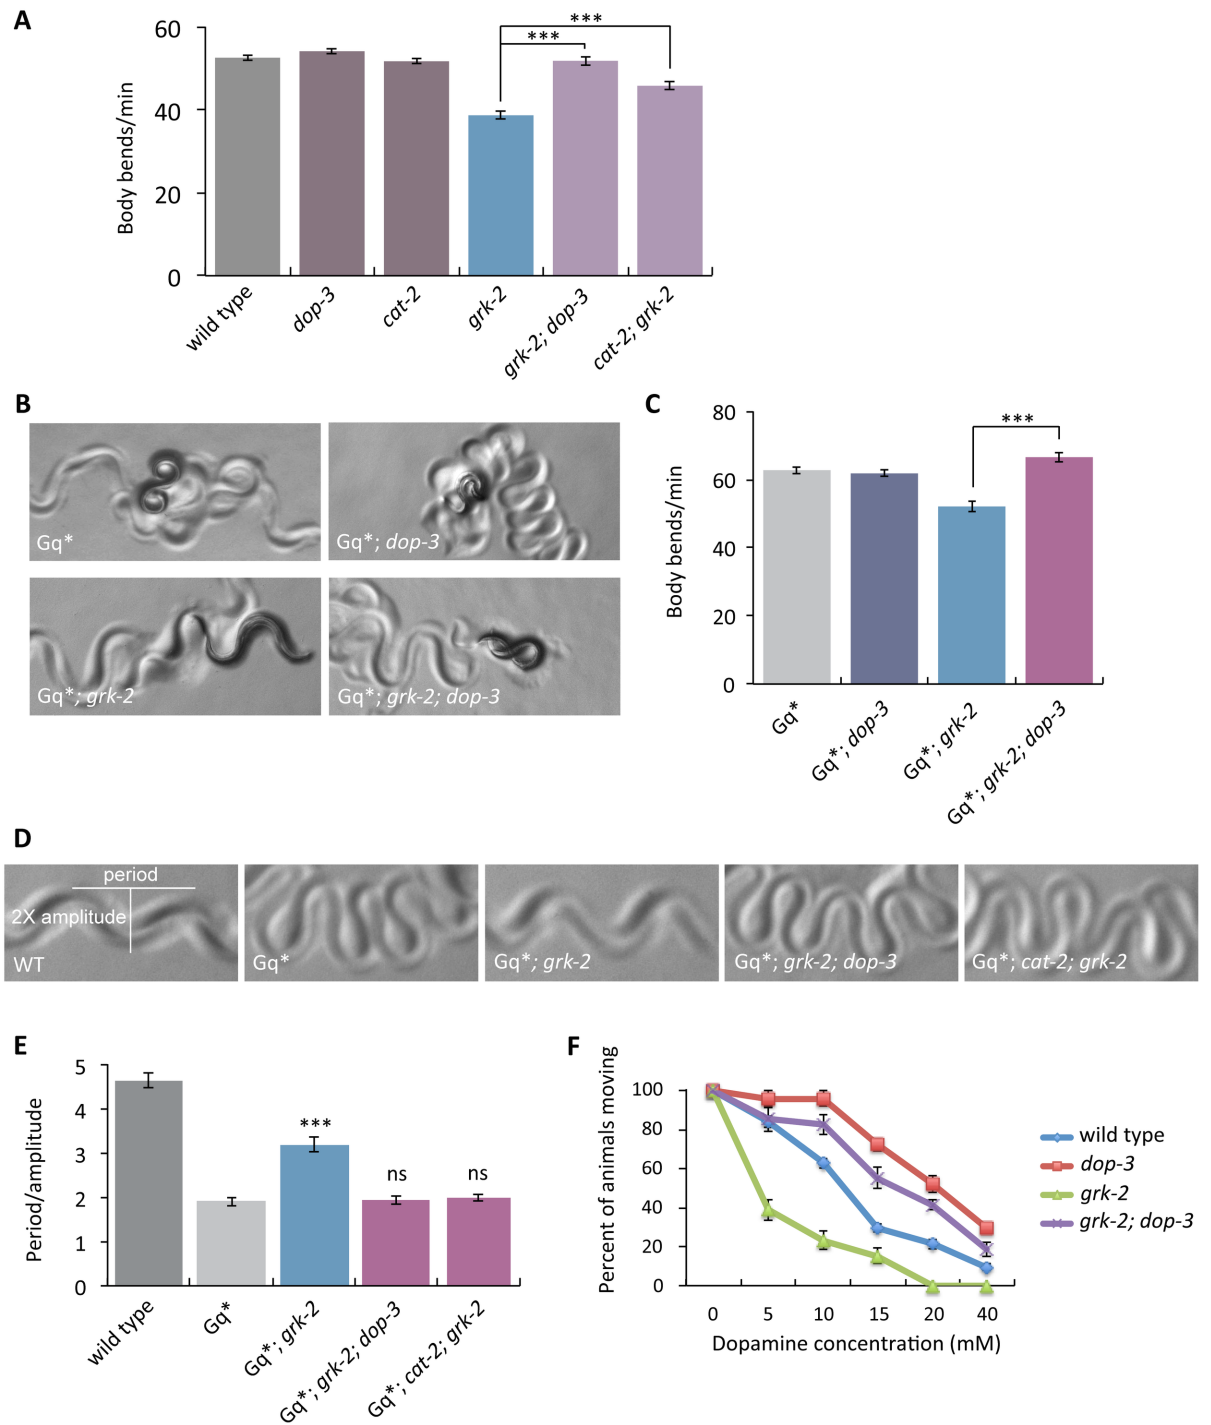 A
60
40
20
0
Body bends/min
***
***
wild type
dop-3
cat-2
grk-2
grk-2; dop-3
cat-2; grk-2
B
Gq*
Gq*; dop-3
Gq*; grk-2
Gq*; grk-2; dop-3
C
80
60
40
20
0
Body bends/min
***
Gq*
Gq*; dop-3
Gq*; grk-2
Gq*; grk-2; dop-3
D
period
2X amplitude
WT
Gq*
Gq*; grk-2
Gq*; grk-2; dop-3
Gq*; cat-2; grk-2
E
5
4
3
2
1
0
Period/amplitude
***
ns
ns
wild type
Gq*
Gq*; grk-2
Gq*; grk-2; dop-3
Gq*; cat-2; grk-2
F
100
80
60
40
20
0
Percent of animals moving
0 5 10 15 20 40
Dopamine concentration (mM)
wild type
dop-3
grk-2
grk-2; dop-3